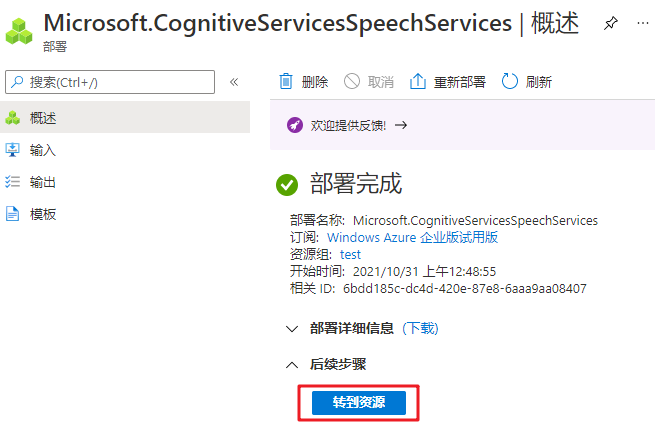 Microsoft.CognitiveServicesSpeechServices | 概述
部署
搜索(Ctrl+/)
删除
取消
重新部署
刷新
概述
输入
输出
模板
欢迎提供反馈!
部署完成
部署名称: Microsoft.CognitiveServicesSpeechServices
订阅: Windows Azure 企业版试用版
资源组: test
开始时间: 2021/10/31 上午12:48:55
相关 ID: 6bdd185c-dc4d-420e-87e8-6aaa9aa08407
部署详细信息 (下载)
后续步骤
转到资源